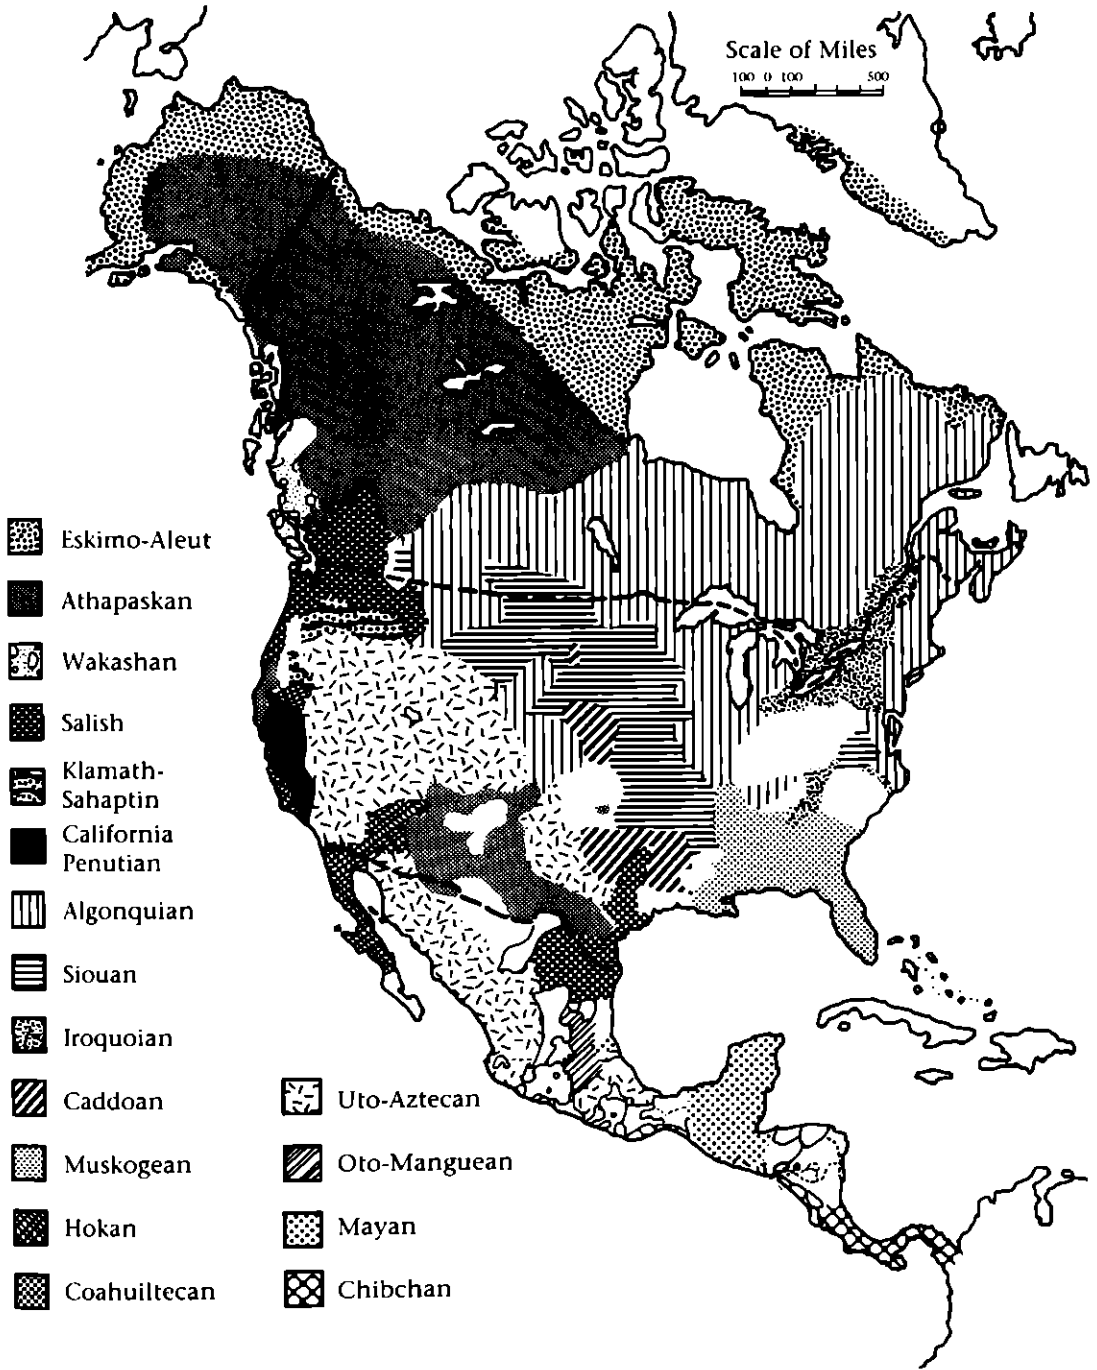 Scale of Miles
100 0 100 500
Eskimo-Aleut
Athapaskan
Wakashan
Salish
Klamath-
Sahaptin
California
Penutian
Algonquian
Siouan
Iroquoian
Caddoan
Muskogean
Hokan
Coahuiltecan
Uto-Aztecan
Oto-Manguean
Mayan
Chibchan